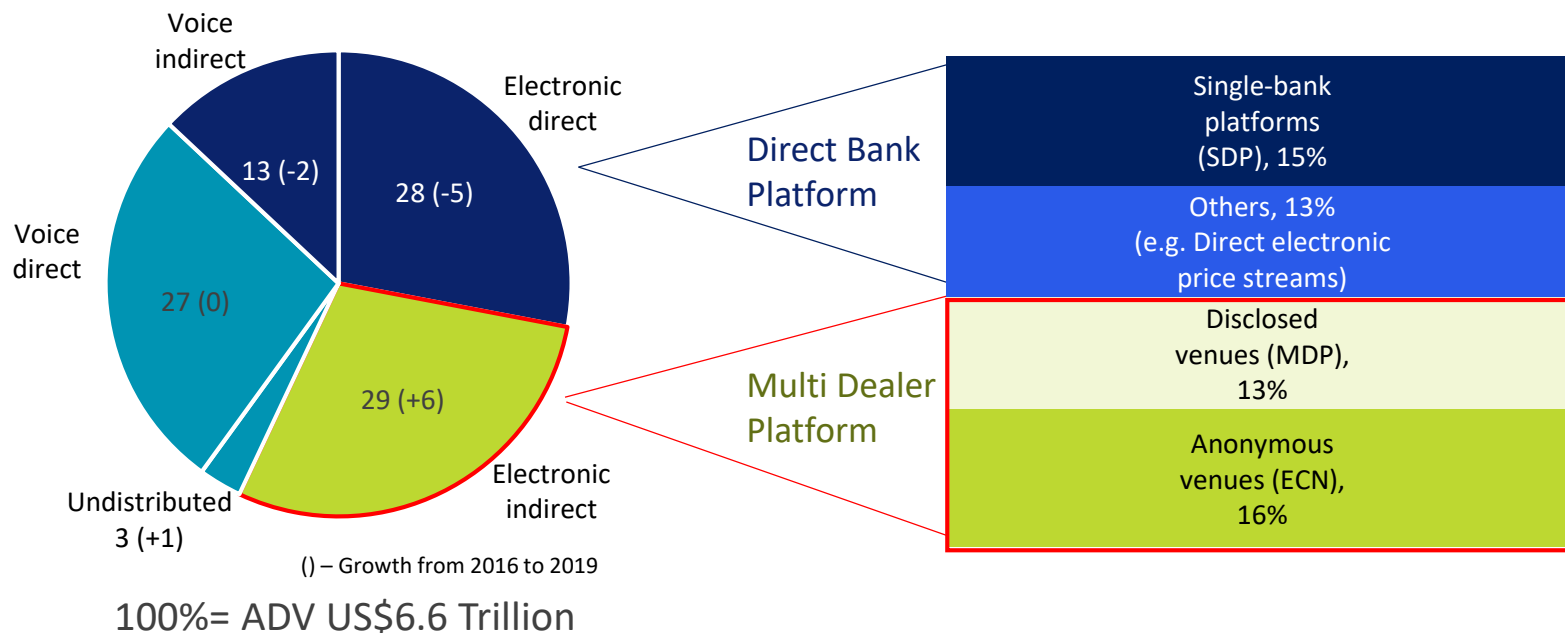 Voice
indirect
Electronic
direct
13 (-2)
28 (-5)
Voice
direct
27 (0)
29 (+6)
Undistributed
3 (+1)
Electronic
indirect
() – Growth from 2016 to 2019
100%= ADV US$6.6 Trillion
Direct Bank
Platform
Multi Dealer
Platform
Single-bank
platforms
(SDP), 15%
Others, 13%
(e.g. Direct electronic
price streams)
Disclosed
venues (MDP),
13%
Anonymous
venues (ECN),
16%